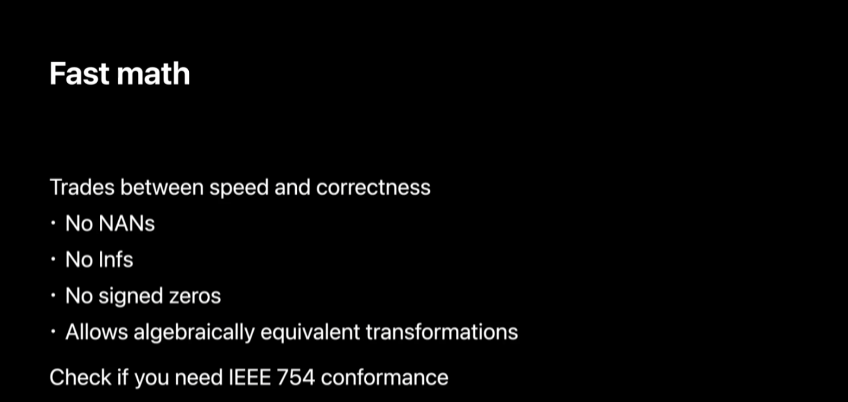 Fast math
Trades between speed and correctness
· No NANs
· No Infs
· No signed zeros
· Allows algebraically equivalent transformations
Check if you need IEEE 754 conformance